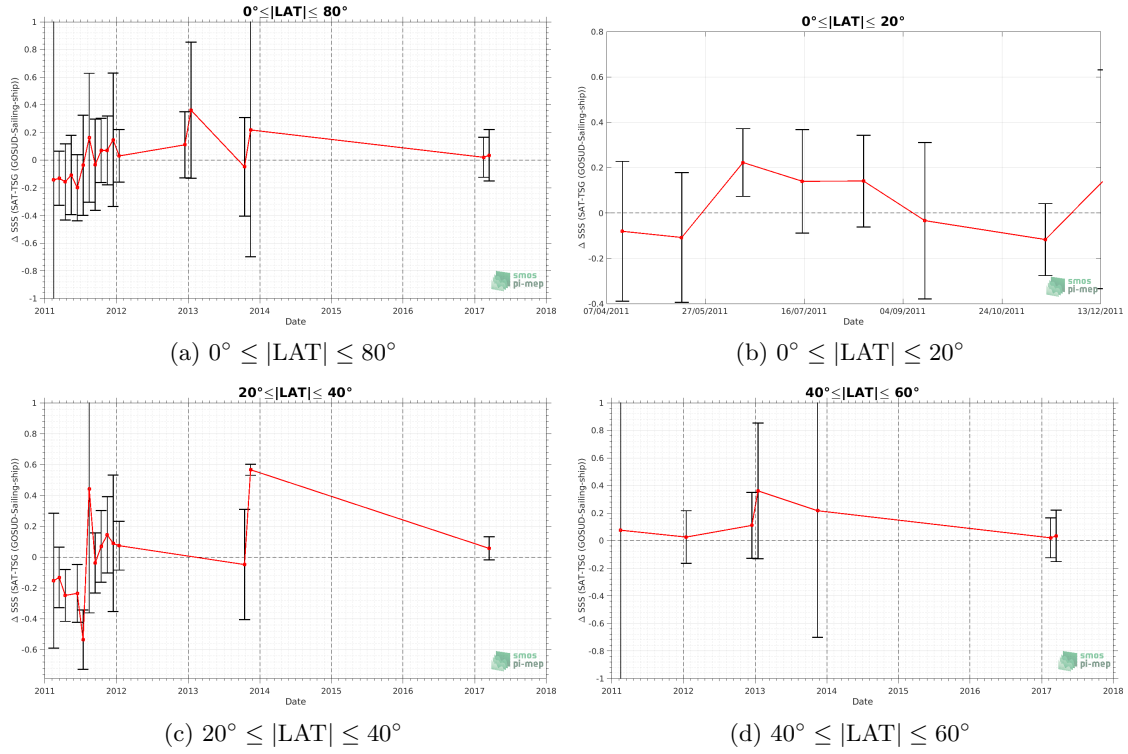 0°≤|LAT|≤ 80°
Δ SSS (SAT-TSG (GOSUD-Sailing-ship))
1
0.8
0.6
0.4
0.2
0
-0.2
-0.4
-0.6
-0.8
-1
2011 2012 2013 2014 2015 2016 2017 2018
Date
smos
pi-mep
(a) 0° ≤ |LAT| ≤ 80°
0°≤|LAT|≤ 20°
Δ SSS (SAT-TSG (GOSUD-Sailing-ship))
0.8
0.6
0.4
0.2
0
-0.2
-0.4
07/04/2011 27/05/2011 16/07/2011 04/09/2011 24/10/2011 13/12/2011
Date
smos
pi-mep
(b) 0° ≤ |LAT| ≤ 20°
20°≤|LAT|≤ 40°
Δ SSS (SAT-TSG (GOSUD-Sailing-ship))
1
0.8
0.6
0.4
0.2
0
-0.2
-0.4
-0.6
2011 2012 2013 2014 2015 2016 2017 2018
Date
smos
pi-mep
(c) 20° ≤ |LAT| ≤ 40°
40°≤|LAT|≤ 60°
Δ SSS (SAT-TSG (GOSUD-Sailing-ship))
1
0.8
0.6
0.4
0.2
0
-0.2
-0.4
-0.6
-0.8
-1
2011 2012 2013 2014 2015 2016 2017 2018
Date
smos
pi-mep
(d) 40° ≤ |LAT| ≤ 60°